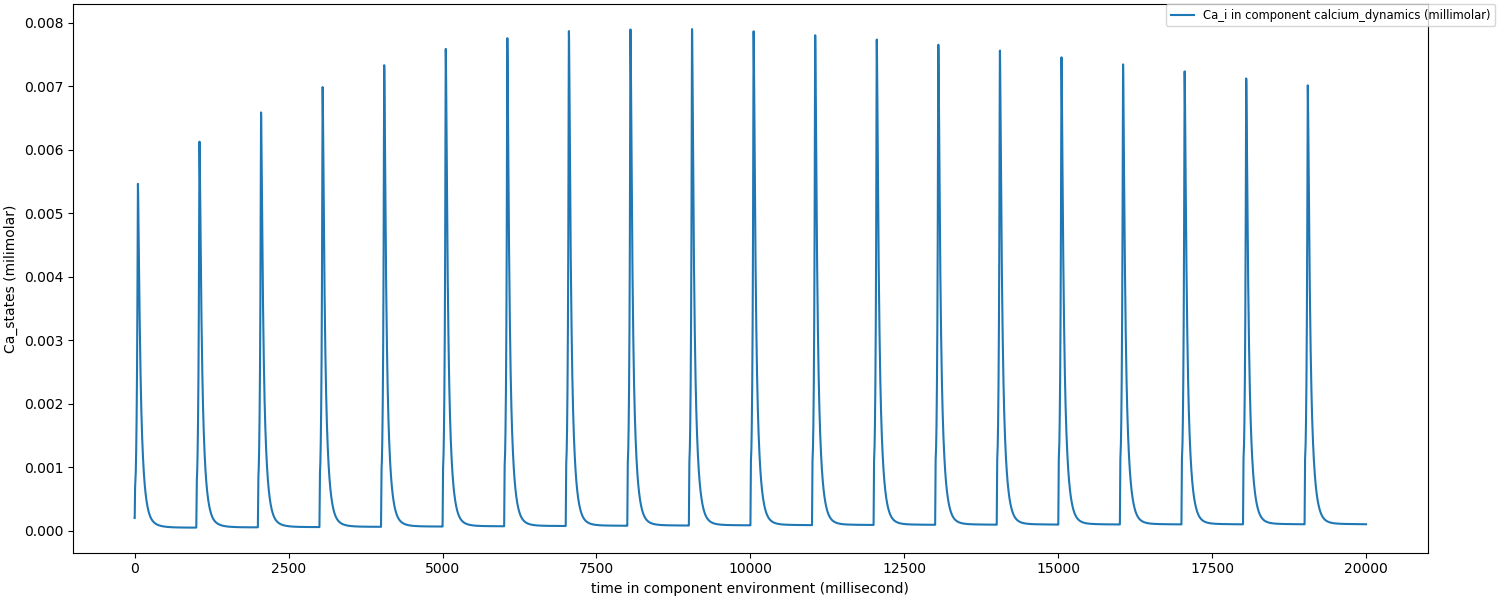 Ca_i in component calcium_dynamics (millimolar)
Ca_states (milimolar)
0.008
0.007
0.006
0.005
0.004
0.003
0.002
0.001
0.000
0 2500 5000 7500 10000 12500 15000 17500 20000
time in component environment (millisecond)